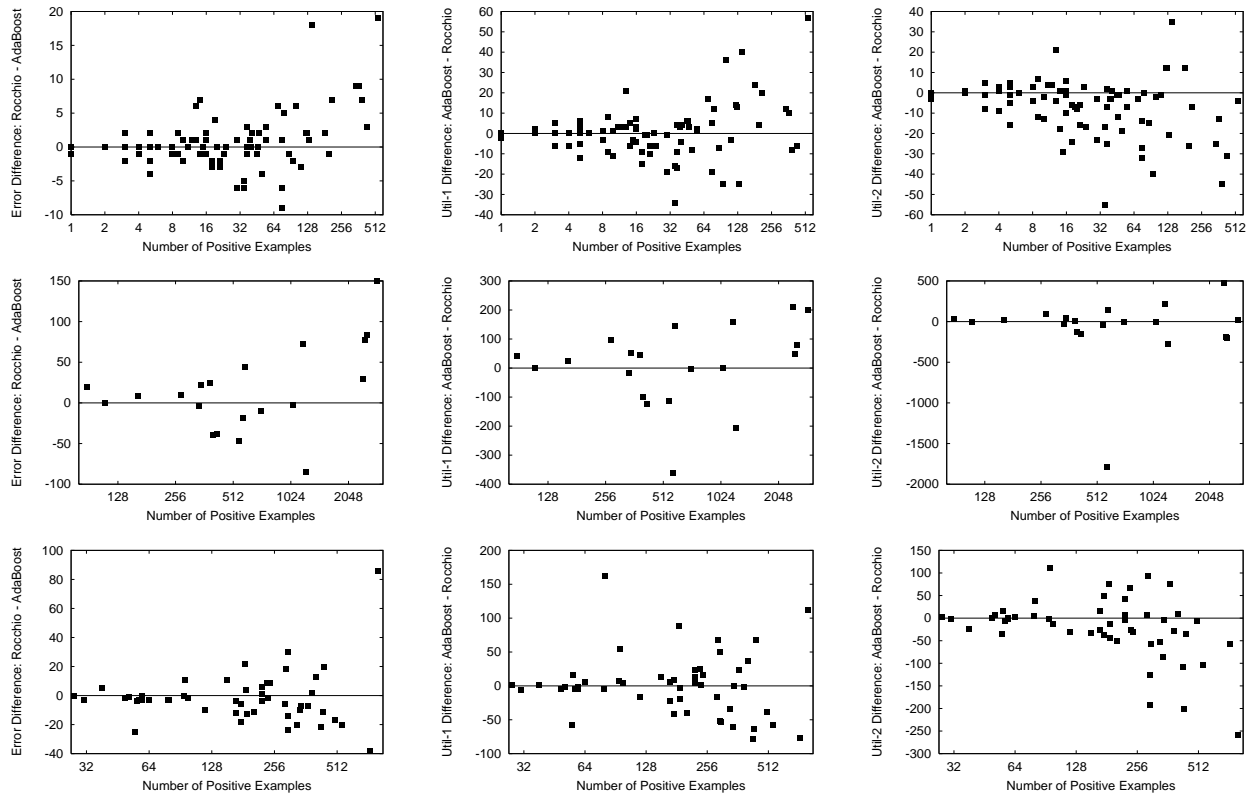 Error Difference: Rocchio - AdaBoost
20
15
10
5
0
-5
-10
1 2 4 8 16 32 64 128 256 512
Number of Positive Examples
Util-1 Difference: AdaBoost - Rocchio
60
50
40
30
20
10
0
-10
-20
-30
-40
1 2 4 8 16 32 64 128 256 512
Number of Positive Examples
Util-2 Difference: AdaBoost - Rocchio
40
30
20
10
0
-10
-20
-30
-40
-50
-60
1 2 4 8 16 32 64 128 256 512
Number of Positive Examples
Error Difference: Rocchio - AdaBoost
150
100
50
0
-50
-100
128 256 512 1024 2048
Number of Positive Examples
Util-1 Difference: AdaBoost - Rocchio
300
200
100
0
-100
-200
-300
-400
128 256 512 1024 2048
Number of Positive Examples
Util-2 Difference: AdaBoost - Rocchio
500
0
-500
-1000
-1500
-2000
128 256 512 1024 2048
Number of Positive Examples
Error Difference: Rocchio - AdaBoost
100
80
60
40
20
0
-20
-40
32 64 128 256 512
Number of Positive Examples
Util-1 Difference: AdaBoost - Rocchio
200
150
100
50
0
-50
-100
32 64 128 256 512
Number of Positive Examples
Util-2 Difference: AdaBoost - Rocchio
150
100
50
0
-50
-100
-150
-200
-250
-300
32 64 128 256 512
Number of Positive Examples